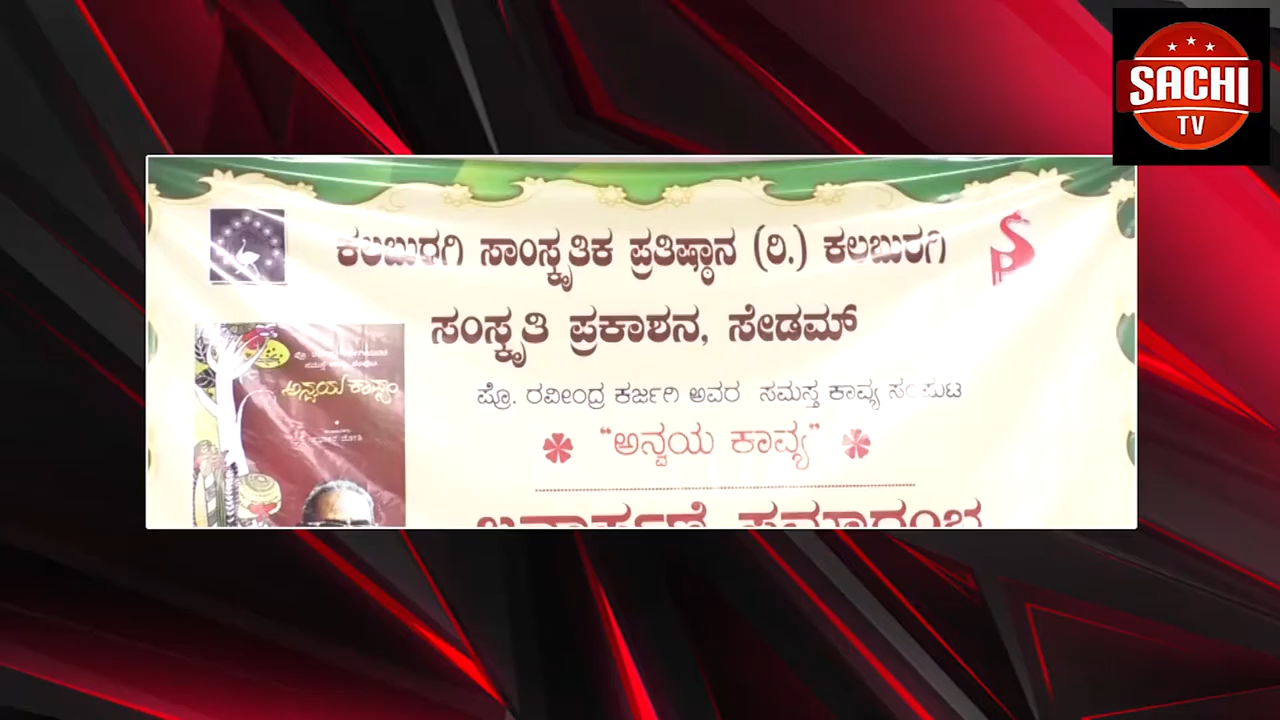 SACHI
TV
ಕಲಬುರಗಿ ಸಾಂಸ್ಕೃತಿಕ ಪ್ರತಿಷ್ಠಾನ (ರಿ.) ಕಲಬುರಗಿ
ಸಂಸ್ಕೃತಿ ಪ್ರಕಾಶನ, ಸೇಡಮ್
ಪ್ರೊ. ರವೀಂದ್ರ ಕರ್ಜಗಿ ಅವರ ಸಮಸ್ತ ಕಾವ್ಯ ಸಂಪುಟ
"ಅನ್ವಯ ಕಾವ್ಯ"
ಅನ್ವಯ ಕಾವ್ಯ
ಸಮಾರಂಭ